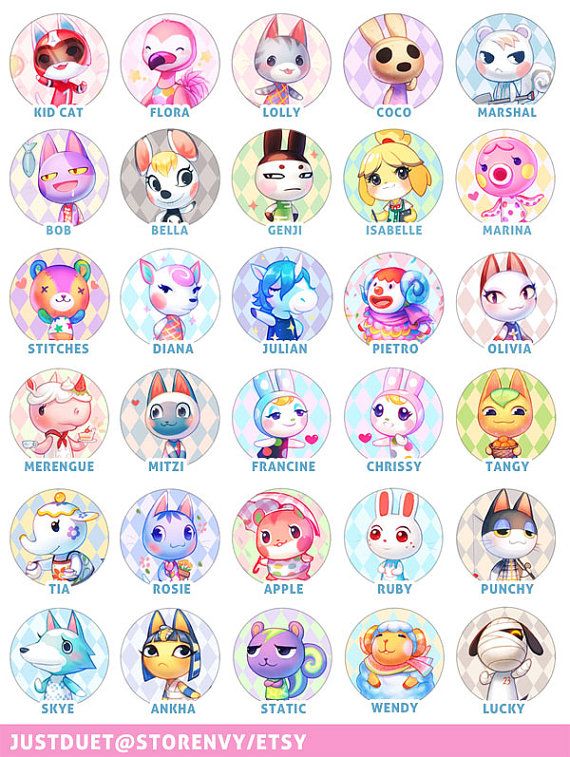 KID CAT FLORA LOLLY COCO MARSHAL
BOB BELLA GENJI ISABELLE MARINA
STITCHES DIANA JULIAN PIETRO OLIVIA
MERENGUE MITZI FRANCINE CHRISSY TANGY
TIA ROSIE APPLE RUBY PUNCHY
23
SKYE ANKHA STATIC WENDY LUCKY
JUSTDUET@STORENVY/ETSY